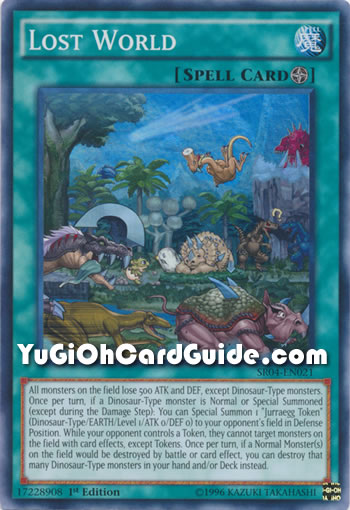 LOST WORLD
魔
[SPELL CARD]
YuGiOhCardGuide.com
SR04-EN021
All monsters on the field lose 500 ATK and DEF, except Dinosaur-Type monsters.
Once per turn, if a Dinosaur-Type monster is Normal or Special Summoned
(except during the Damage Step): You can Special Summon 1 "Jurraegg Token"
(Dinosaur-Type/EARTH/Level 1/ATK 0/DEF 0) to your opponent's field in Defense
Position. While your opponent controls a Token, they cannot target monsters on
the field with card effects, except Tokens. Once per turn, if a Normal Monster(s)
on the field would be destroyed by battle or card effect, you can destroy that
many Dinosaur-Type monsters in your hand and/or Deck instead.
17228908 1st Edition ©1996 KAZUKI TAKAHASHI